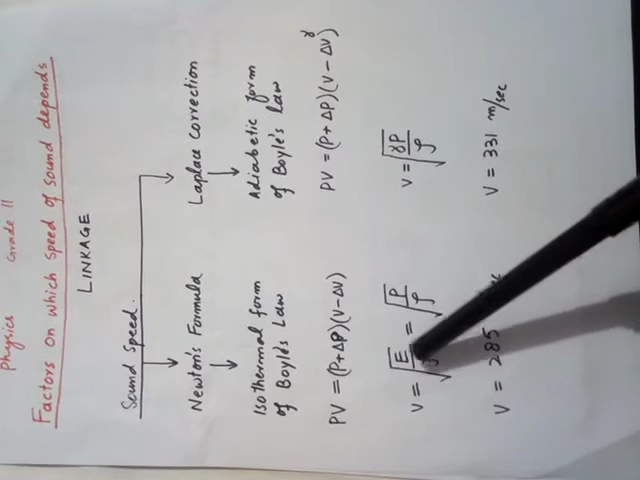 Physics Grade 11
Factors on which speed of sound depends
LINKAGE
Sound Speed
Newton's Formula Laplace correction
Isothermal form Adiabetic form
of Boyle's Law of Boyle's Law
PV = (P+ΔP)(V-ΔV) PV = (P+ΔP)(V-ΔV)^γ
V = √E = √P/ρ V = √γP/ρ
V = 285 V = 331 m/sec